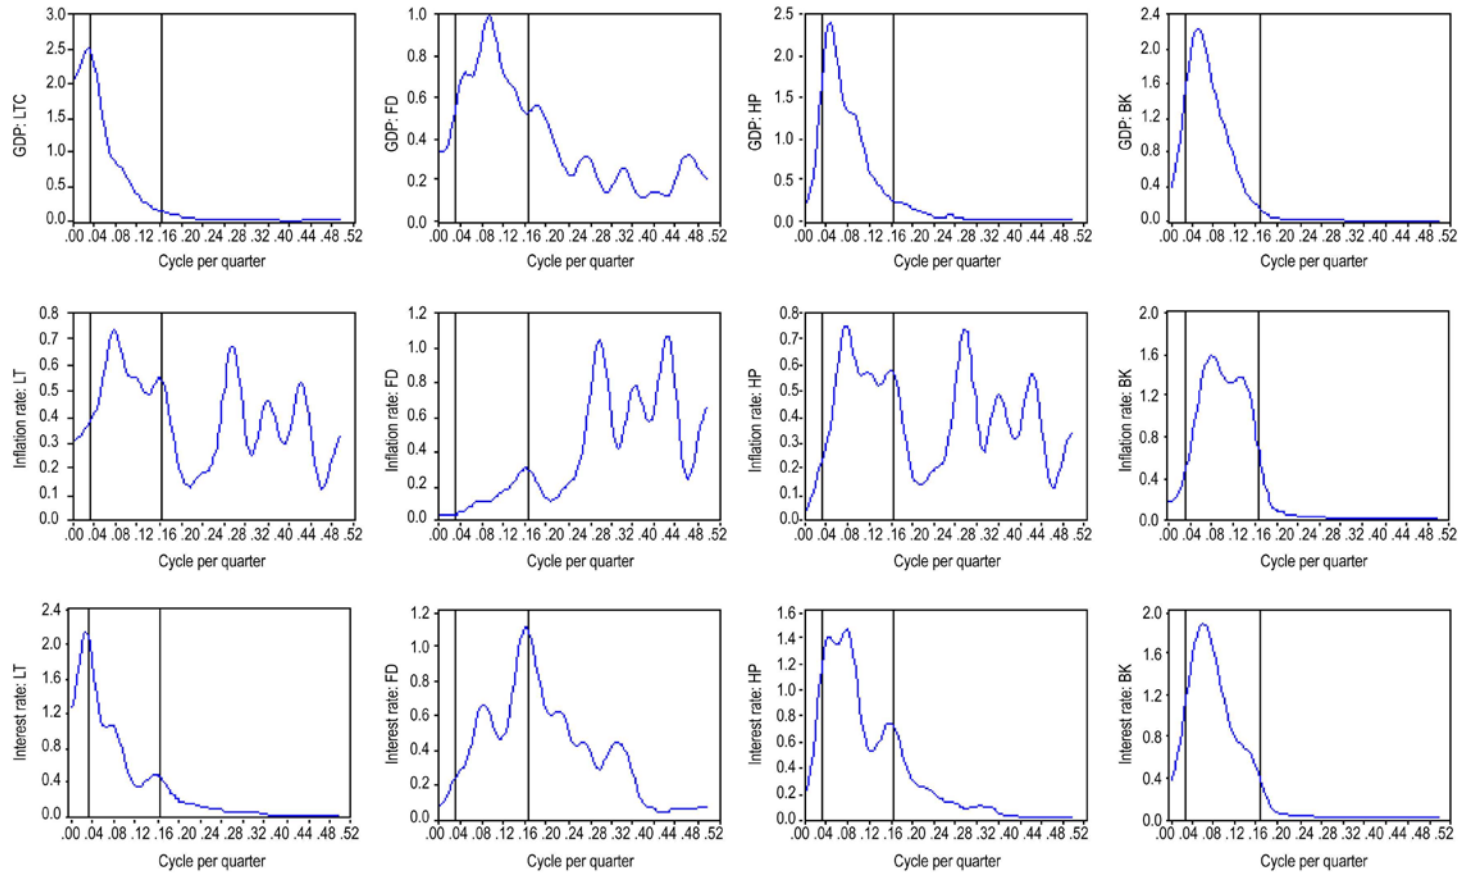 GDP: LTC
3.0
2.5
2.0
1.5
1.0
0.5
0.0
.00 .04 .08 .12 .16 .24 .28 .32 .40 .44 .48 .52
Cycle per quarter
GDP: FD
1.0
0.8
0.6
0.4
0.2
0.0
.00 .04 .08 .12 .16 .24 .28 .32 .40 .44 .48 .52
Cycle per quarter
GDP: HP
2.5
2.0
1.5
1.0
0.5
0.0
.00 .04 .08 .12 .16 .24 .28 .32 .40 .44 .48 .52
Cycle per quarter
GDP: BK
2.4
2.0
1.6
1.2
0.8
0.4
0.0
.00 .04 .08 .12 .16 .20 .24 .28 .32 .36 .40 .44 .48 .52
Cycle per quarter
Inflation rate: LT
0.8
0.7
0.6
0.5
0.4
0.3
0.2
0.1
0.0
.00 .04 .08 .12 .16 .24 .28 .32 .40 .44 .48 .52
Cycle per quarter
Inflation rate: FD
1.2
1.0
0.8
0.6
0.4
0.2
0.0
.00 .04 .08 .12 .16 .24 .28 .32 .40 .44 .48 .52
Cycle per quarter
Inflation rate: HP
0.8
0.7
0.6
0.5
0.4
0.3
0.2
0.1
0.0
.00 .04 .08 .12 .16 .24 .28 .32 .40 .44 .48 .52
Cycle per quarter
Inflation rate: BK
2.0
1.6
1.2
0.8
0.4
0.0
.00 .04 .08 .12 .16 .20 .24 .28 .32 .36 .40 .44 .48 .52
Cycle per quarter
Interest rate: LT
2.4
2.0
1.6
1.2
0.8
0.4
0.0
.00 .04 .08 .12 .16 .20 .24 .28 .32 .36 .40 .44 .48 .52
Cycle per quarter
Interest rate: FD
1.2
1.0
0.8
0.6
0.4
0.2
0.0
.00 .04 .08 .12 .16 .20 .24 .28 .32 .36 .40 .44 .48 .52
Cycle per quarter
Interest rate: HP
1.6
1.4
1.2
1.0
0.8
0.6
0.4
0.2
0.0
.00 .04 .08 .12 .16 .20 .24 .28 .32 .36 .40 .44 .48 .52
Cycle per quarter
Interest rate: BK
2.0
1.6
1.2
0.8
0.4
0.0
.00 .04 .08 .12 .16 .20 .24 .28 .32 .36 .40 .44 .48 .52
Cycle per quarter